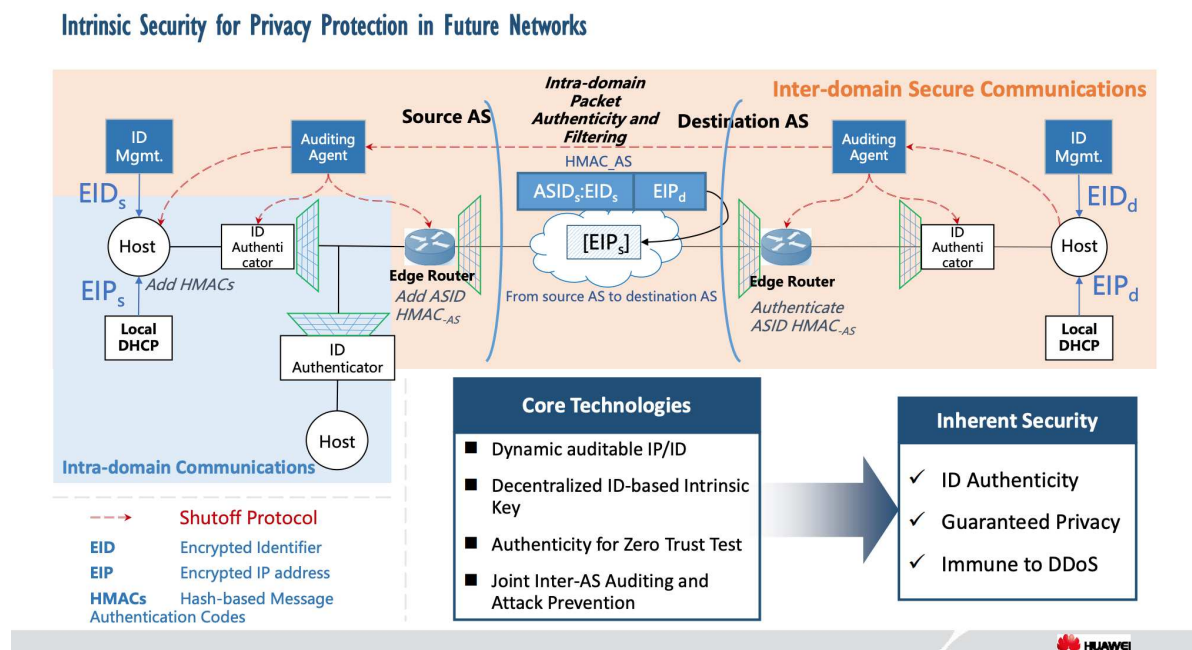 Intrinsic Security for Privacy Protection in Future Networks
Intra-domain
Packet
Authenticity and
Filtering
Inter-domain Secure Communications
Source AS
Destination AS
ID
Mgmt.
Auditing
Agent
HMAC_AS
Auditing
Agent
ID
Mgmt.
ASIDs:EIDs
EIPd
EIDs
EIDd
Host
ID
Authenti
cator
[EIPs]
ID
Authenti
cator
Host
Edge Router
Edge Router
EIPs
Add HMACs
Add ASID
HMAC-AS
From source AS to destination AS
Authenticate
ASID HMAC-AS
EIPd
Local
DHCP
Local
DHCP
ID
Authenticator
Host
Intra-domain Communications
Shutoff Protocol
EID Encrypted Identifier
EIP Encrypted IP address
HMACs Hash-based Message
Authentication Codes
Core Technologies
Dynamic auditable IP/ID
Decentralized ID-based Intrinsic
Key
Authenticity for Zero Trust Test
Joint Inter-AS Auditing and
Attack Prevention
Inherent Security
ID Authenticity
Guaranteed Privacy
Immune to DDoS
HUAWEI